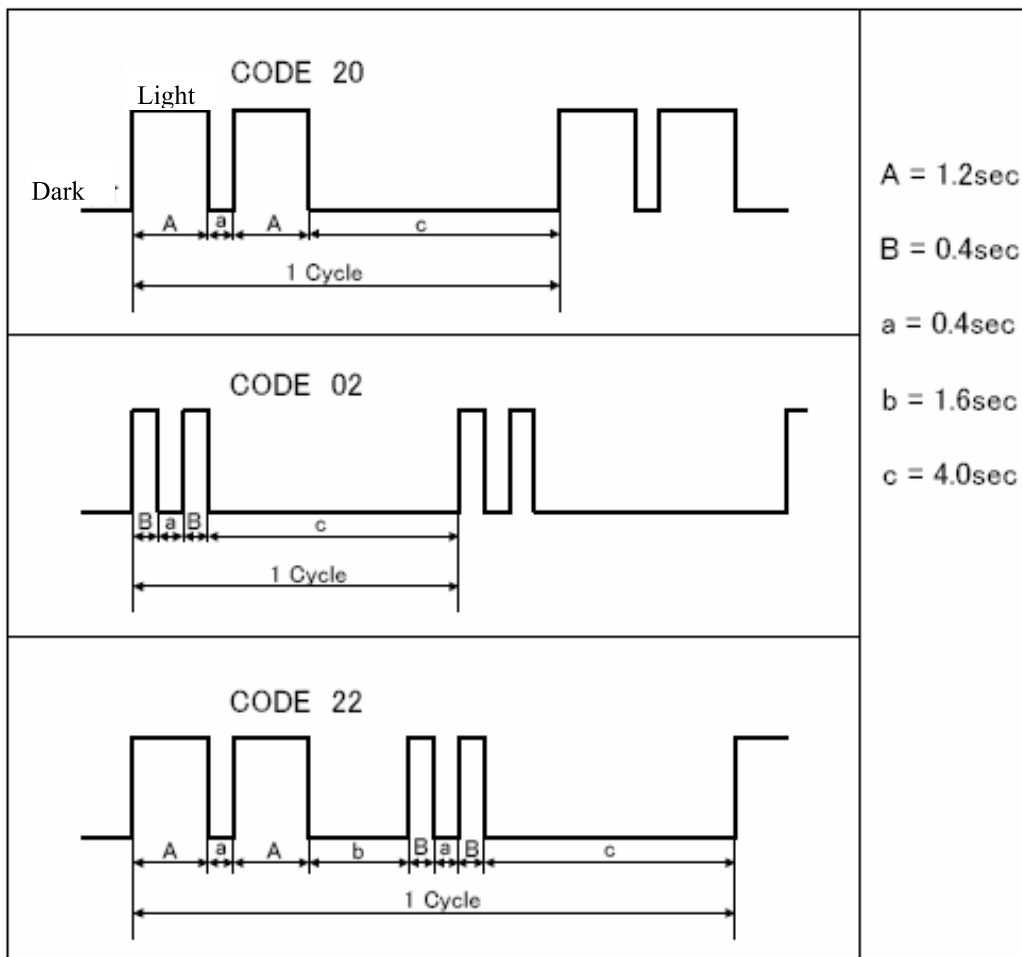 CODE 20
Light
Dark
A a A c
1 Cycle
CODE 02
B a B c
1 Cycle
CODE 22
A a A b B a B c
1 Cycle
A = 1.2sec
B = 0.4sec
a = 0.4sec
b = 1.6sec
c = 4.0sec